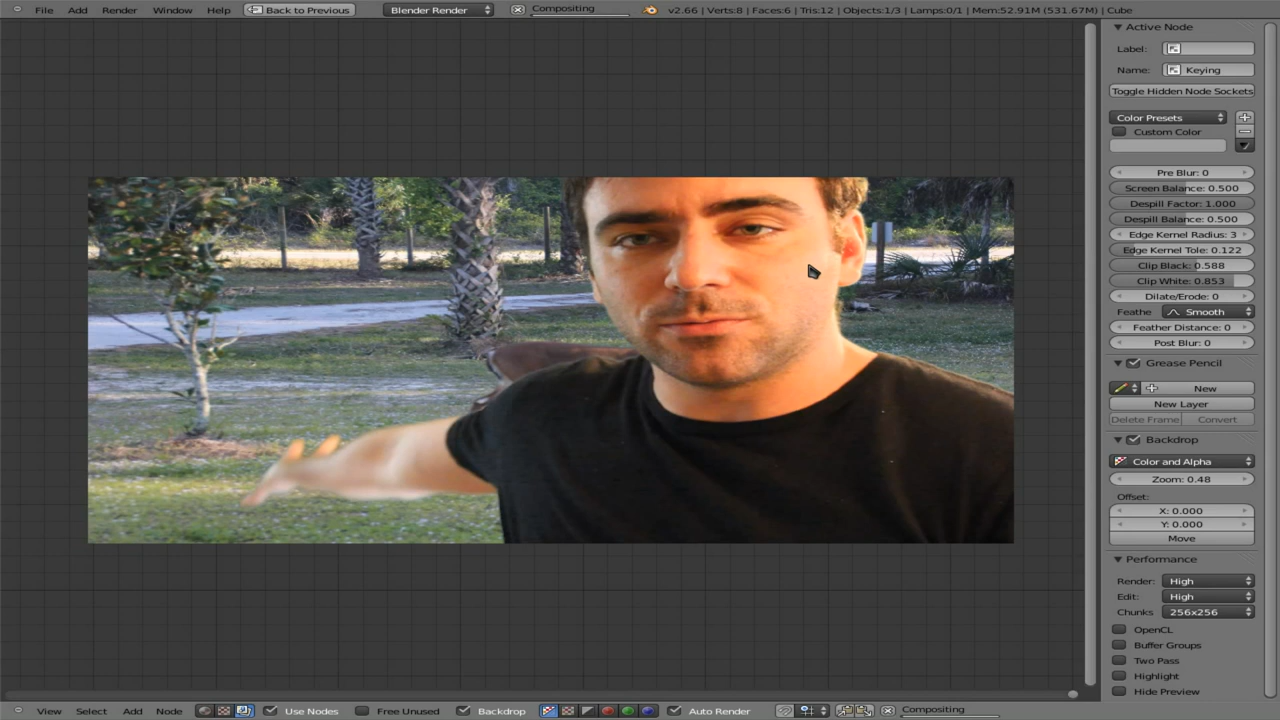 File Add Render Window Help Back to Previous Blender Render Compositing v2.66 | Verts:8 | Faces:6 | Tris:12 | Objects:1/3 | Lamps:0/1 | Mem:52.91M (531.67M) | Cube
Active Node
Label:
Name: Keying
Toggle Hidden Node Sockets
Color Presets
Custom Color
Pre Blur: 0
Screen Balance: 0.500
Despill Factor: 1.000
Despill Balance: 0.500
Edge Kernel Radius: 3
Edge Kernel Tole: 0.122
Clip Black: 0.588
Clip White: 0.853
Dilate/Erode: 0
Feathe Smooth
Feather Distance: 0
Post Blur: 0
Grease Pencil
New
New Layer
Delete Frame Convert
Backdrop
Color and Alpha
Zoom: 0.48
Offset:
X: 0.000
Y: 0.000
Move
Performance
Render: High
Edit: High
Chunks 256x256
OpenCL
Buffer Groups
Two Pass
Highlight
Hide Preview
View Select Add Node Use Nodes Free Unused Backdrop Auto Render Compositing